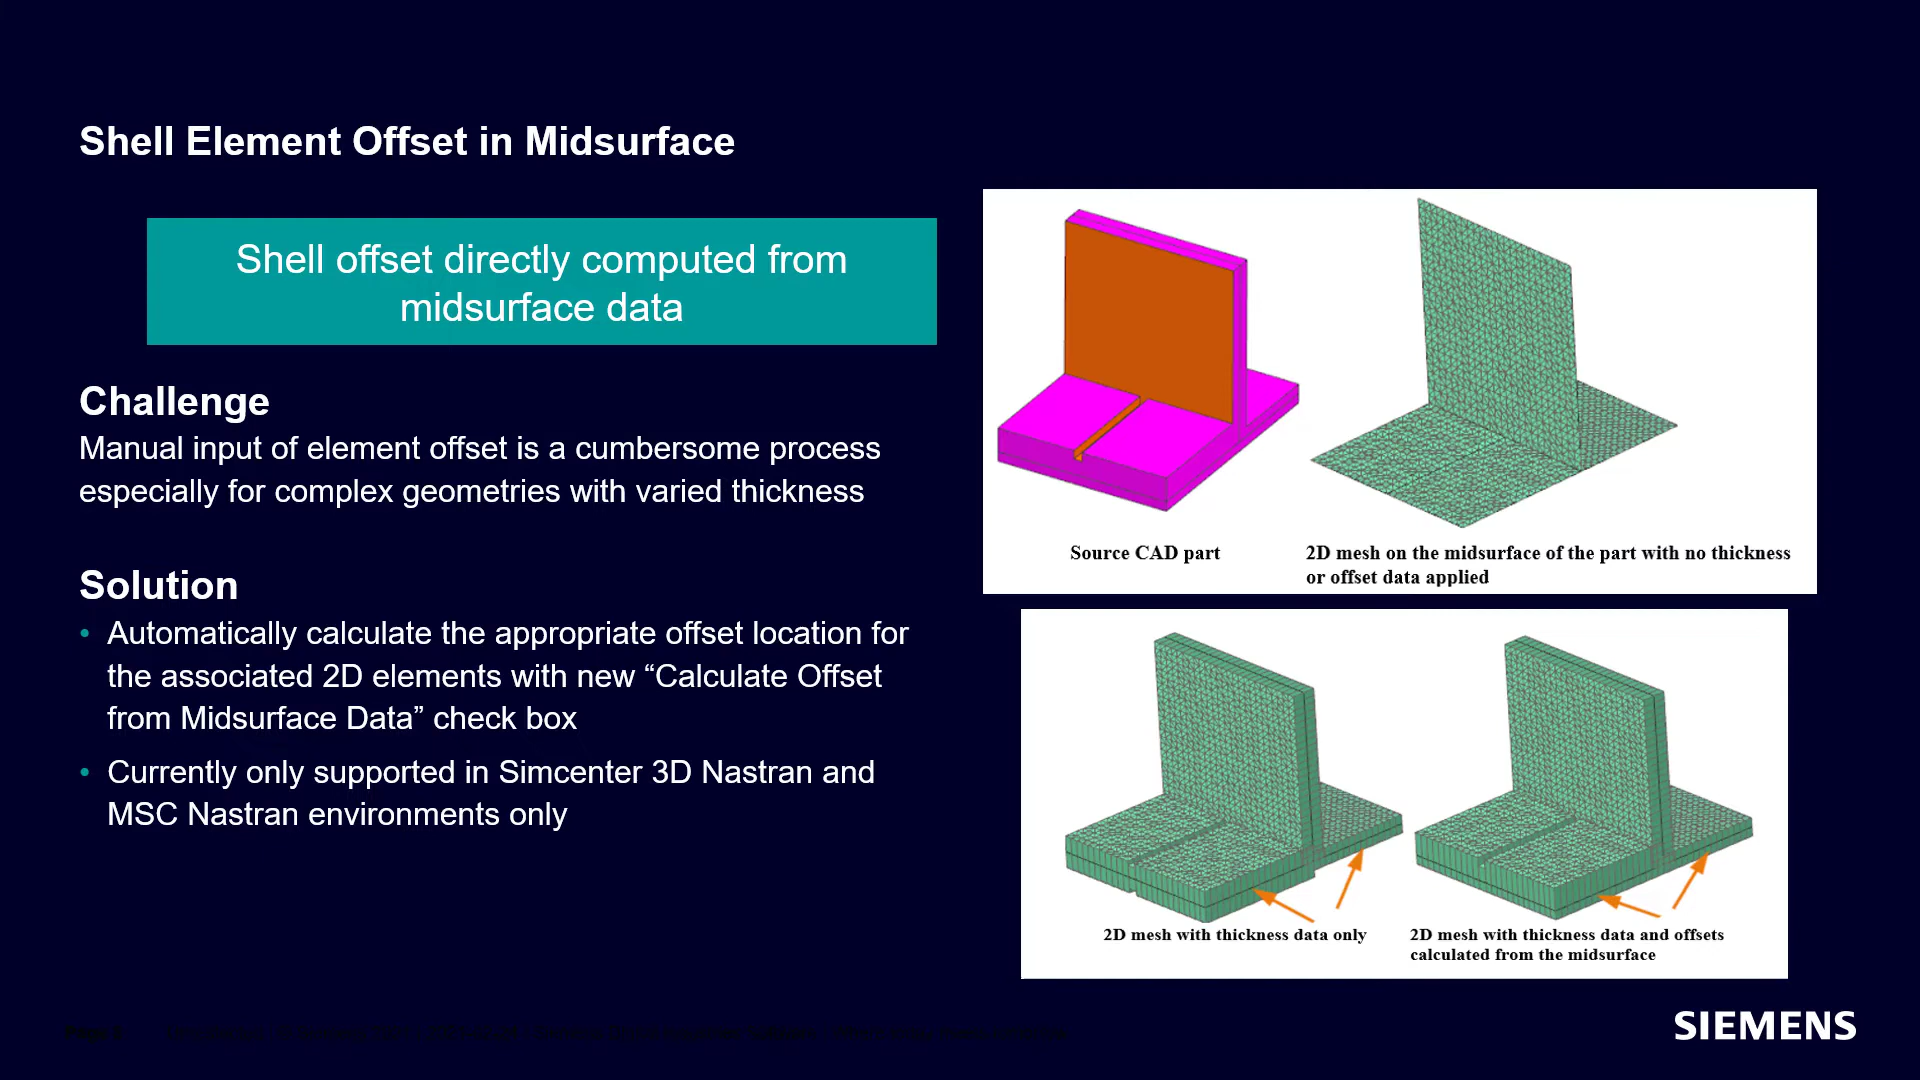 Shell Element Offset in Midsurface
Shell offset directly computed from
midsurface data
Challenge
Manual input of element offset is a cumbersome process
especially for complex geometries with varied thickness
Solution
• Automatically calculate the appropriate offset location for
the associated 2D elements with new “Calculate Offset
from Midsurface Data” check box
• Currently only supported in Simcenter 3D Nastran and
MSC Nastran environments only
Source CAD part
2D mesh on the midsurface of the part with no thickness
or offset data applied
2D mesh with thickness data only
2D mesh with thickness data and offsets
calculated from the midsurface
SIEMENS